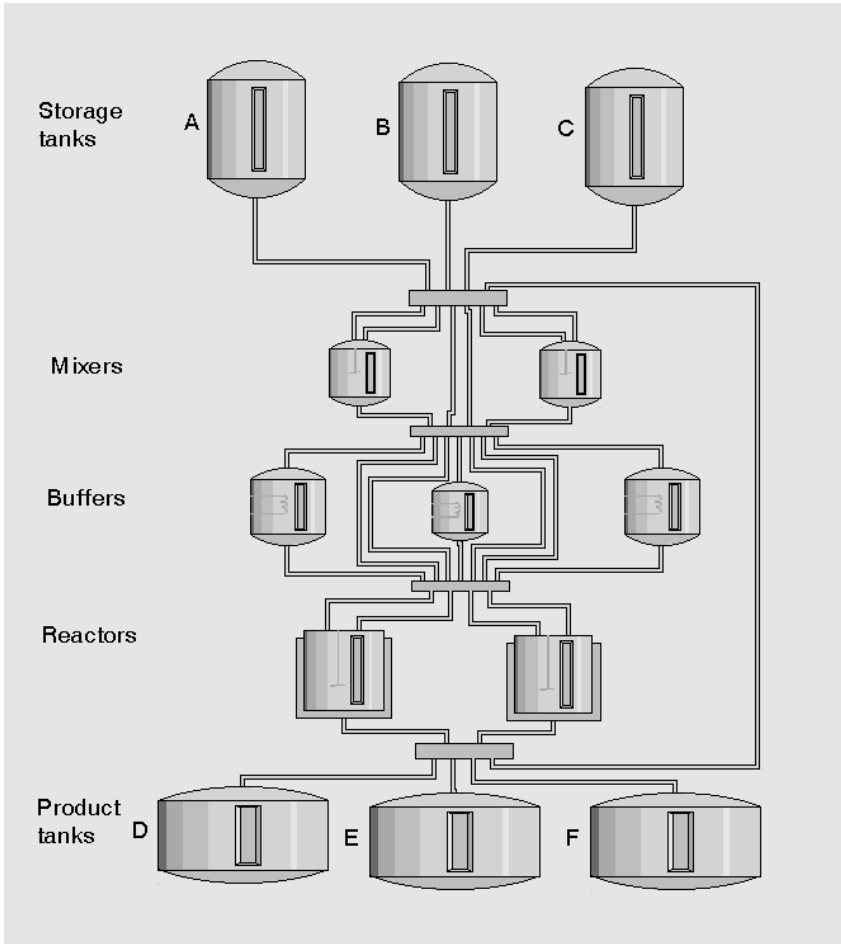 Storage
tanks
A
B
C
Mixers
Buffers
Reactors
Product
tanks
D
E
F